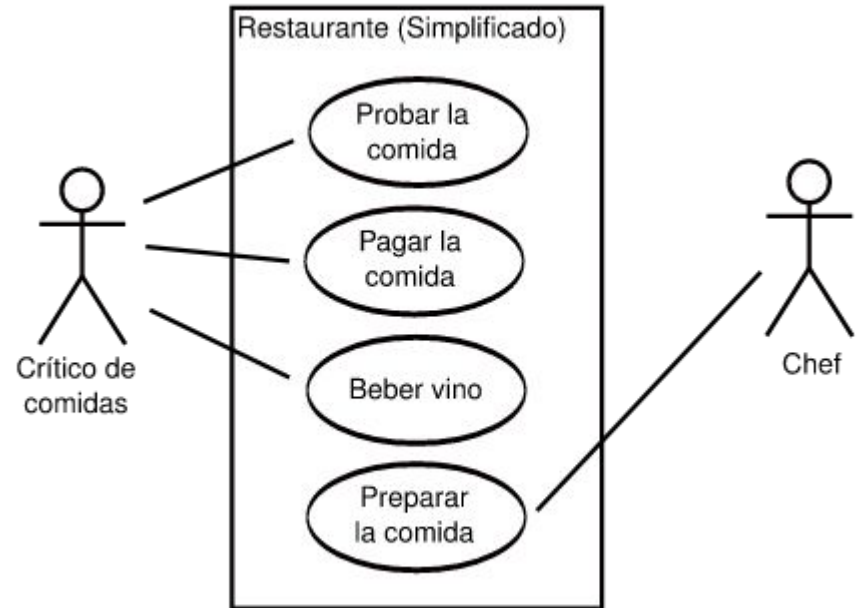 Restaurante (Simplificado)
Probar la
comida
Pagar la
comida
Beber vino
Preparar
la comida
Crítico de
comidas
Chef